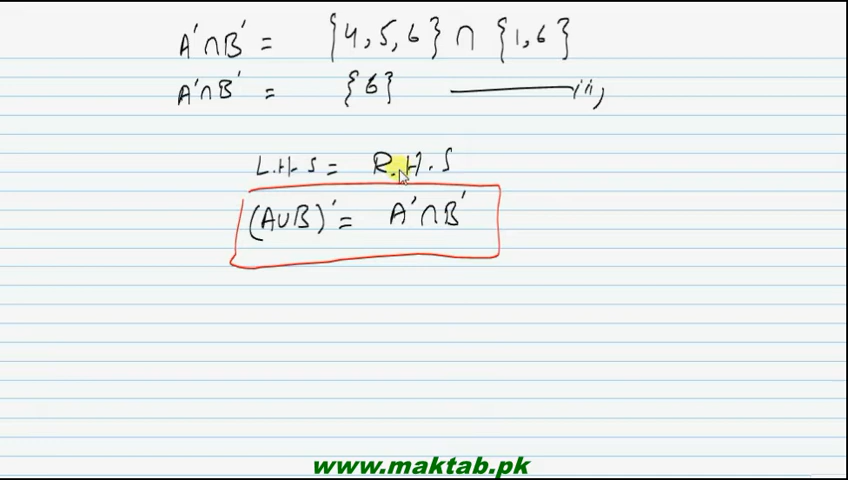 A'∩B' = {4,5,6} ∩ {1,6}
A'∩B' = {6} ii,
L.H.S = R.H.S
(A∪B)' = A'∩B'
www.maktab.pk